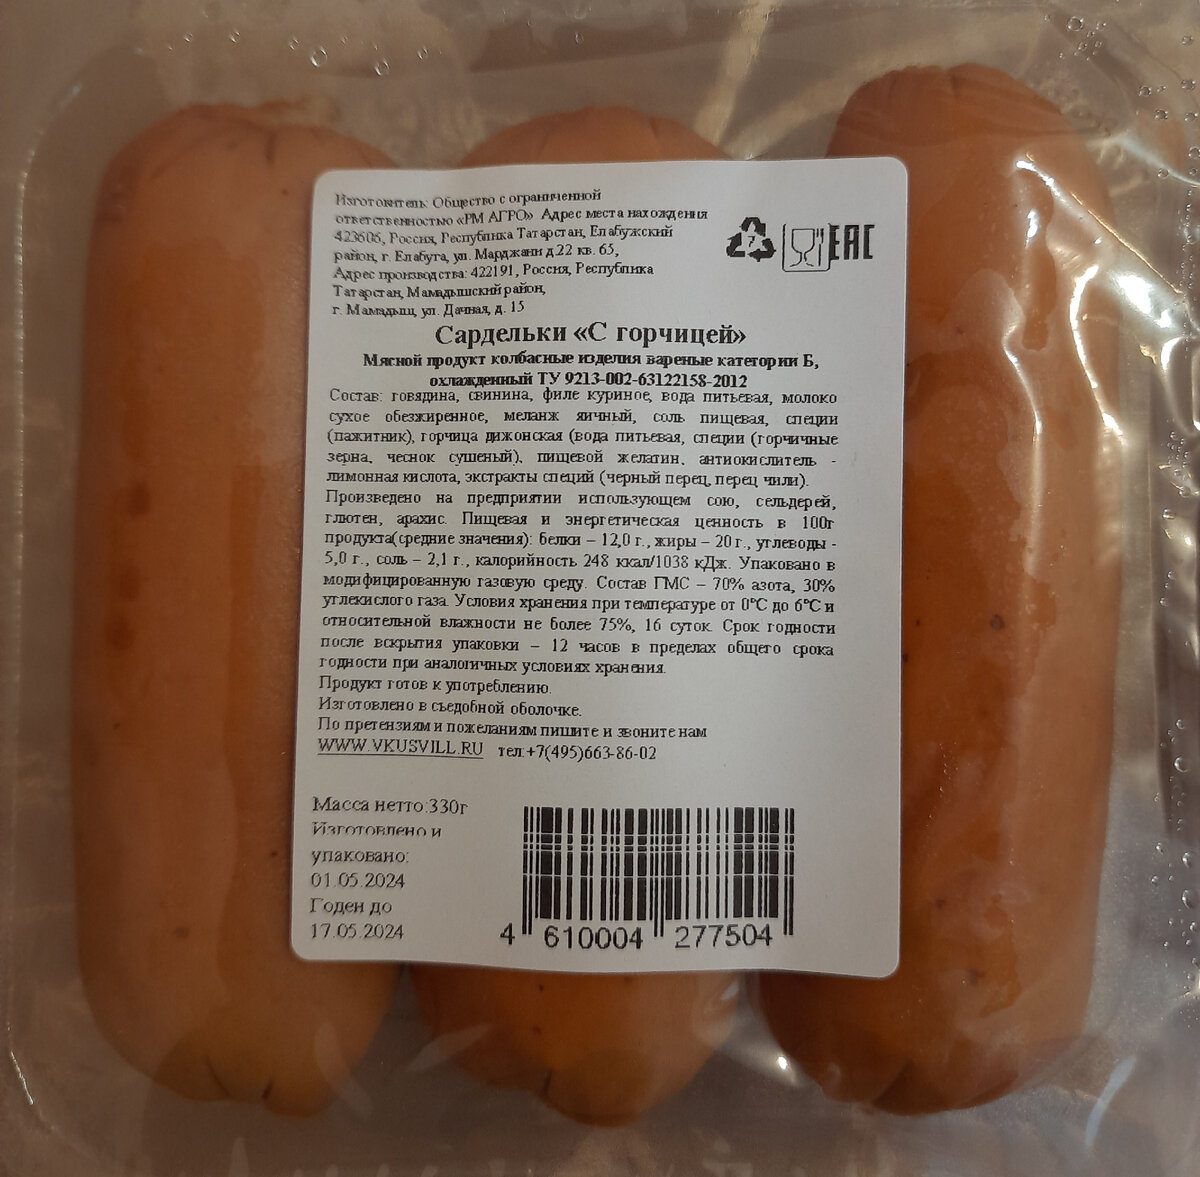 Изготовитель: Общество с ограниченной
ответственностью «РМ АГРО» Адрес места нахождения
423606, Россия, Республика Татарстан, Елабужский
район, г. Елабуга, ул. Марджани д.22 кв. 65,
Адрес производства: 422191, Россия, Республика
Татарстан, Мамадышский район,
г. Мамадыш, ул. Дачная, д. 15
7
EAC
Сардельки «С горчицей»
Мясной продукт колбасные изделия вареные категории Б,
охлажденный ТУ 9213-002-63122158-2012
Состав: говядина, свинина, филе куриное, вода питьевая, молоко
сухое обезжиренное, меланж яичный, соль пищевая, специи
(пажитник), горчица дижонская (вода питьевая, специи (горчичные
зерна, чеснок сушеный), пищевой желатин, антиокислитель -
лимонная кислота, экстракты специй (черный перец, перец чили).
Произведено на предприятии использующем сою, сельдерей,
глютен, арахис. Пищевая и энергетическая ценность в 100г
продукта(средние значения): белки – 12,0 г., жиры – 20 г., углеводы -
5,0 г., соль – 2,1 г., калорийность 248 ккал/1038 кДж. Упаковано в
модифицированную газовую среду. Состав ГМС – 70% азота, 30%
углекислого газа. Условия хранения при температуре от 0°С до 6°С и
относительной влажности не более 75%, 16 суток. Срок годности
после вскрытия упаковки – 12 часов в пределах общего срока
годности при аналогичных условиях хранения.
Продукт готов к употреблению.
Изготовлено в съедобной оболочке.
По претензиям и пожеланиям пишите и звоните нам
WWW.VKUSVILL.RU тел:+7(495)663-86-02
Масса нетто:330г
Изготовлено и
упаковано:
01.05.2024
Годен до
17.05.2024
4 610004 277504